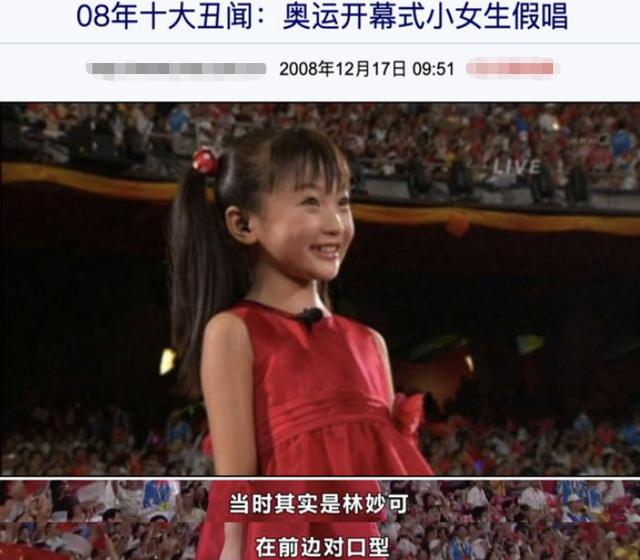 08年十大丑闻：奥运开幕式小女生假唱
2008年12月17日 09:51
LIVE
当时其实是林妙可
在前边对口型